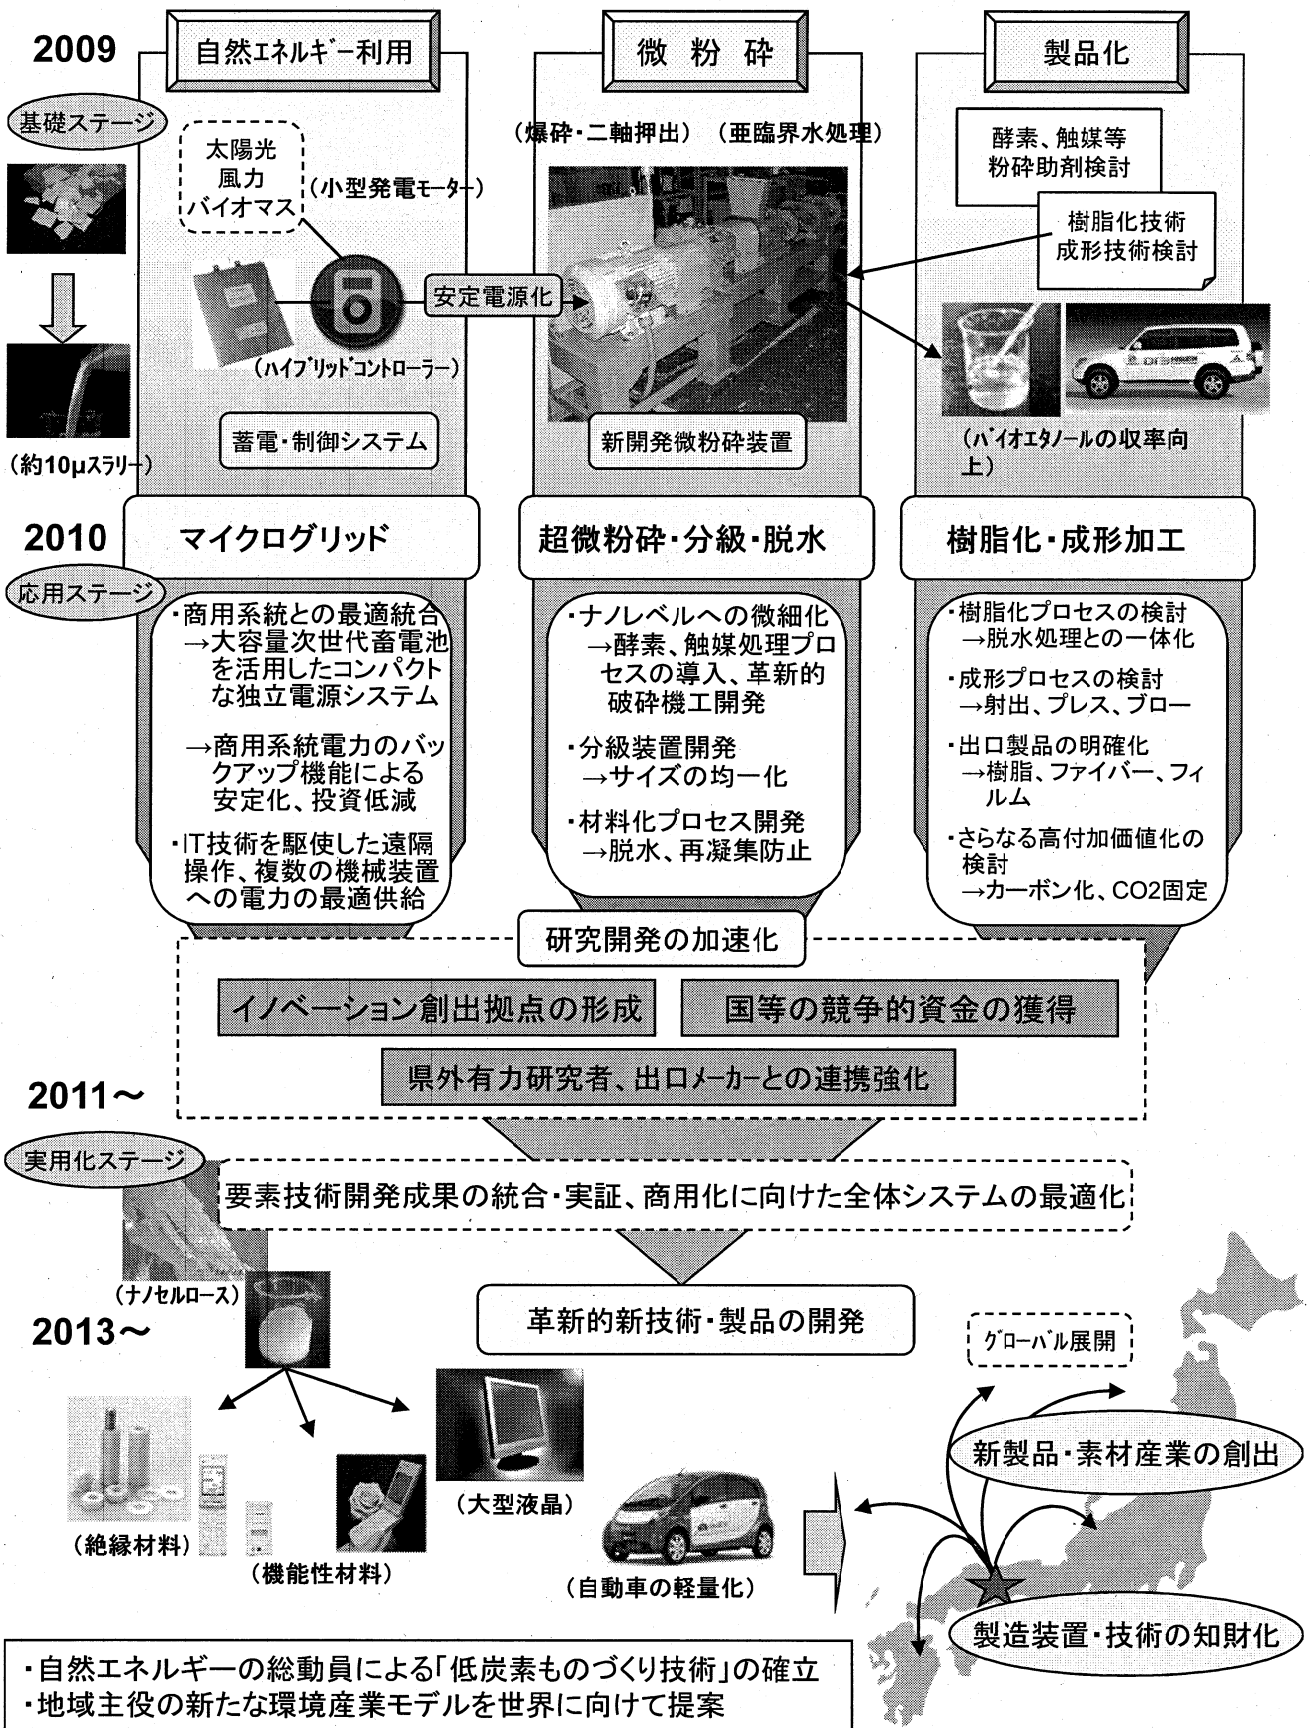 2009
自然エネルギー利用
微 粉 砕
製品化
基礎ステージ
太陽光
風力
バイオマス
(小型発電モーター)
(爆砕・二軸押出)
(亜臨界水処理)
酵素、触媒等
粉砕助剤検討
樹脂化技術
成形技術検討
安定電源化
(ハイブリッドコントローラー)
蓄電・制御システム
新開発微粉砕装置
(バイオエタノールの収率向
上)
(約10μスラリー)
2010
マイクログリッド
超微粉砕・分級・脱水
樹脂化・成形加工
応用ステージ
・商用系統との最適統合
→大容量次世代畜電池
を活用したコンパクト
な独立電源システム
→商用系統電力のバッ
クアップ機能による
安定化、投資低減
・IT技術を駆使した遠隔
操作、複数の機械装置
への電力の最適供給
・ナノレベルへの微細化
→酵素、触媒処理プロ
セスの導入、革新的
破砕機工開発
・分級装置開発
→サイズの均一化
・材料化プロセス開発
→脱水、再凝集防止
・樹脂化プロセスの検討
→脱水処理との一体化
・成形プロセスの検討
→射出、プレス、ブロー
・出口製品の明確化
→樹脂、ファイバー、フィ
ルム
・さらなる高付加価値化の
検討
→カーボン化、CO2固定
研究開発の加速化
イノベーション創出拠点の形成
国等の競争的資金の獲得
県外有力研究者、出口メーカーとの連携強化
2011～
実用化ステージ
要素技術開発成果の統合・実証、商用化に向けた全体システムの最適化
(ナノセルロース)
2013～
革新的新技術・製品の開発
グローバル展開
新製品・素材産業の創出
(絶縁材料)
(機能性材料)
(大型液晶)
(自動車の軽量化)
製造装置・技術の知財化
・自然エネルギーの総動員による「低炭素ものづくり技術」の確立
・地域主役の新たな環境産業モデルを世界に向けて提案